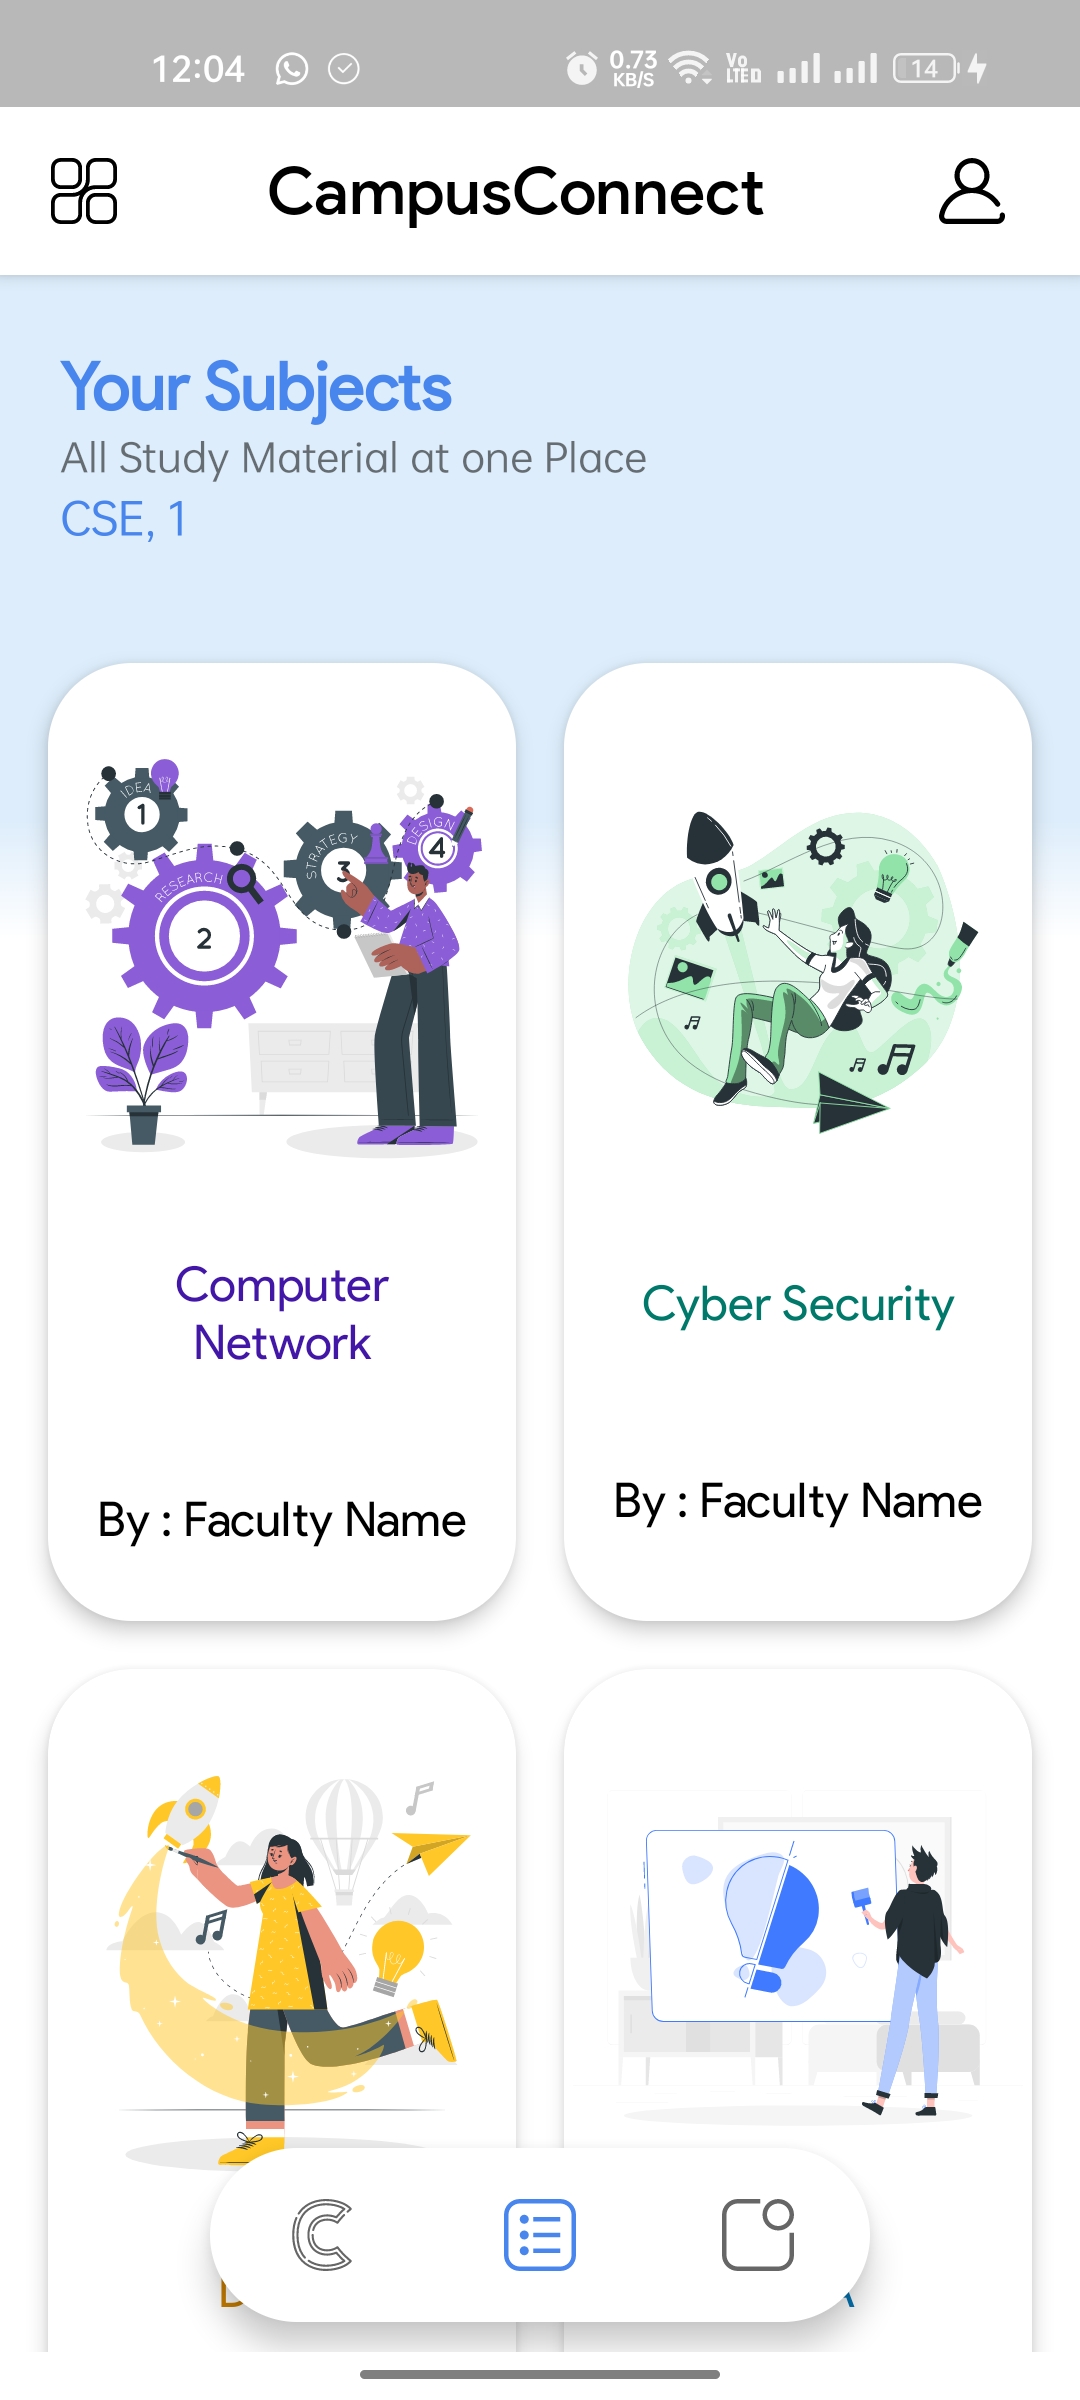 12:04
0.73
KB/S
Vo
LTE
14
CampusConnect
Your Subjects
All Study Material at one Place
CSE, 1
IDEA
1
RESEARCH
2
STRATEGY
3
DESIGN
4
Computer
Network
By : Faculty Name
Cyber Security
By : Faculty Name